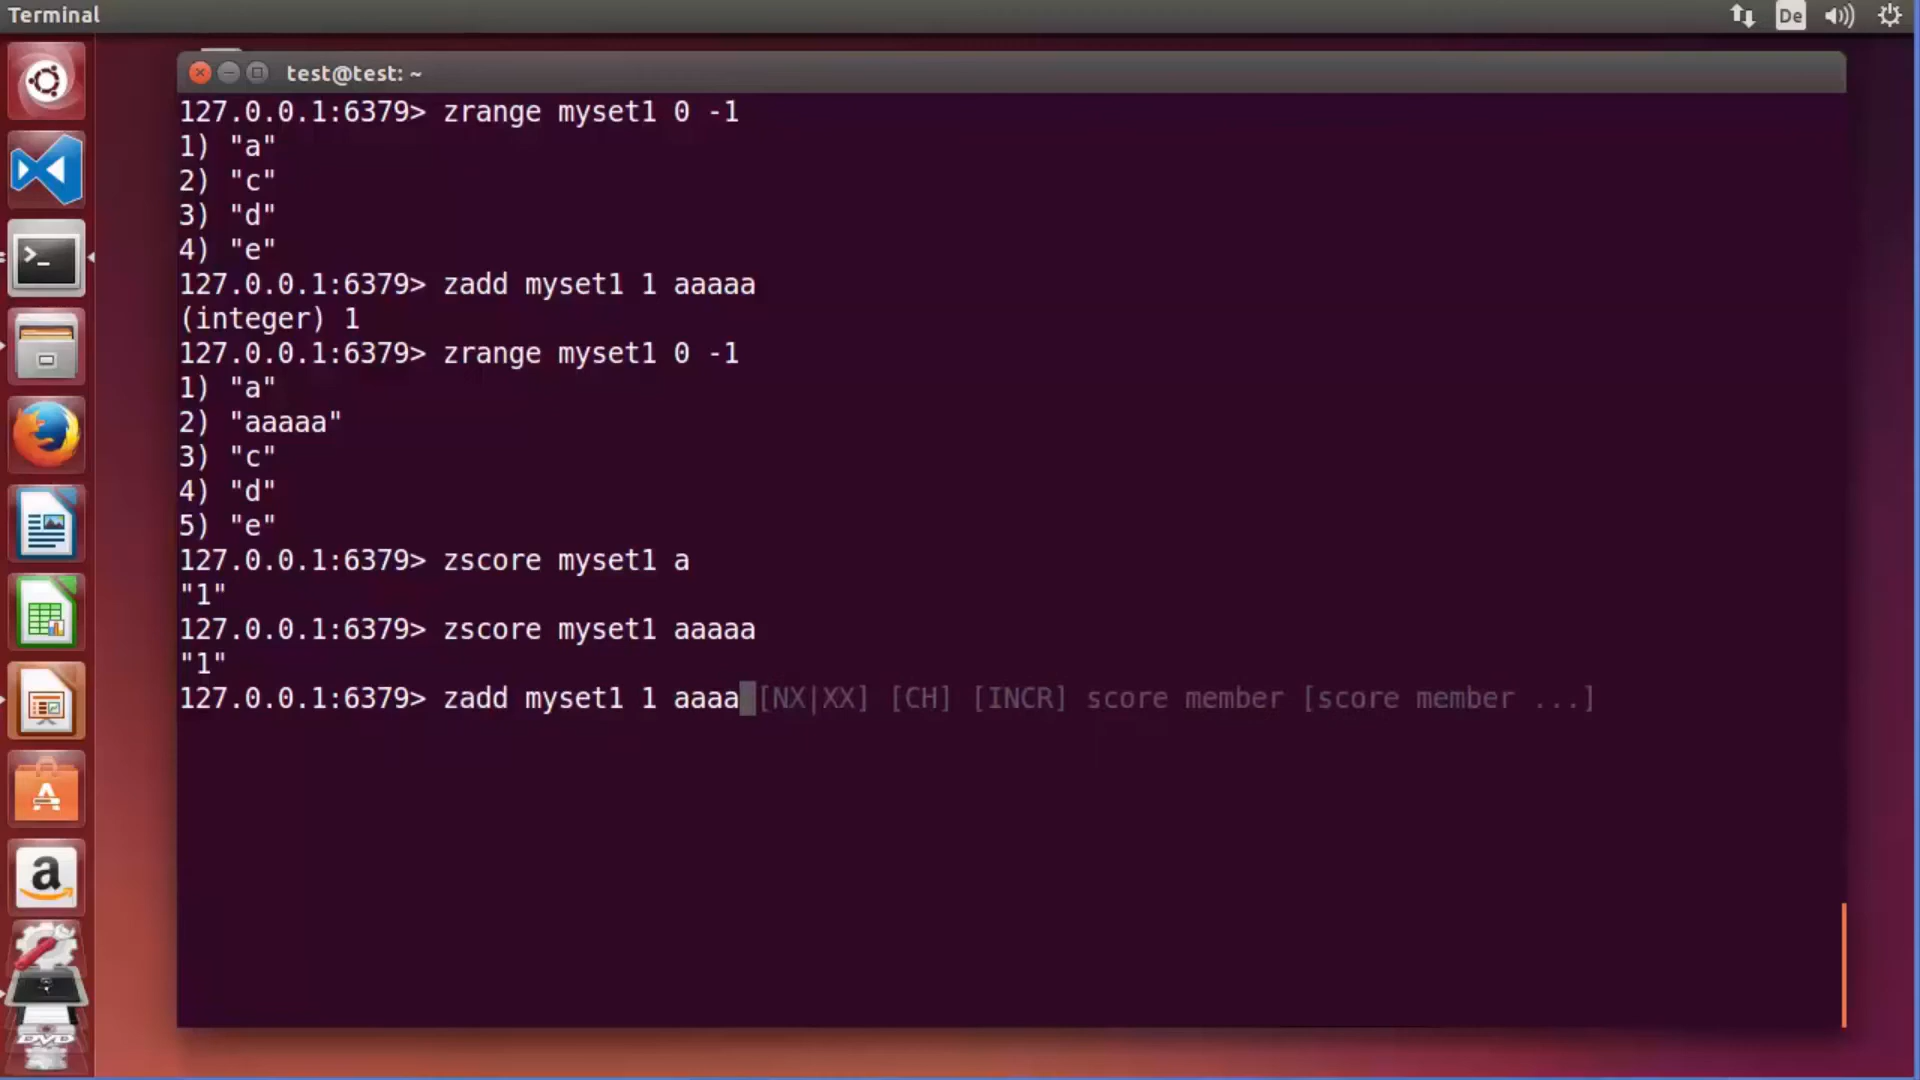 Terminal
De
test@test: ~
127.0.0.1:6379> zrange myset1 0 -1
1) "a"
2) "c"
3) "d"
4) "e"
127.0.0.1:6379> zadd myset1 1 aaaaa
(integer) 1
127.0.0.1:6379> zrange myset1 0 -1
1) "a"
2) "aaaaa"
3) "c"
4) "d"
5) "e"
127.0.0.1:6379> zscore myset1 a
"1"
127.0.0.1:6379> zscore myset1 aaaaa
"1"
127.0.0.1:6379> zadd myset1 1 aaaa [NX|XX] [CH] [INCR] score member [score member ...]
a
DVD